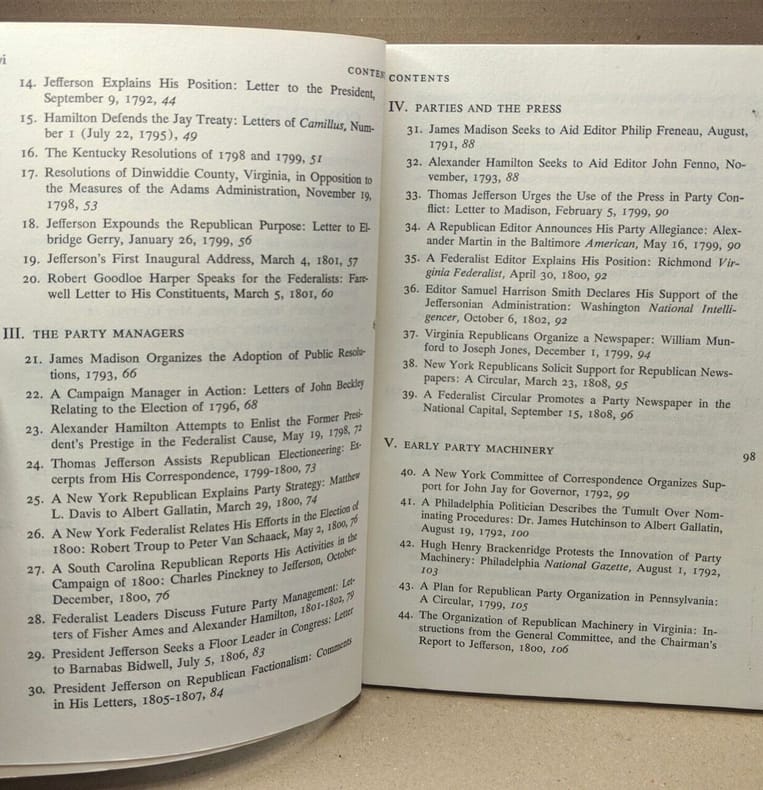 vi
CONTEN
14. Jefferson Explains His Position: Letter to the President,
September 9, 1792, 44
15. Hamilton Defends the Jay Treaty: Letters of Camillus, Num-
ber 1 (July 22, 1795), 49
16. The Kentucky Resolutions of 1798 and 1799, 51
17. Resolutions of Dinwiddie County, Virginia, in Opposition to
the Measures of the Adams Administration, November 19,
1798, 53
18. Jefferson Expounds the Republican Purpose: Letter to El-
bridge Gerry, January 26, 1799, 56
19. Jefferson's First Inaugural Address, March 4, 1801, 57
20. Robert Goodloe Harper Speaks for the Federalists: Fare-
well Letter to His Constituents, March 5, 1801, 60
III. THE PARTY MANAGERS
21. James Madison Organizes the Adoption of Public Resolu-
tions, 1793, 66
22. A Campaign Manager in Action: Letters of John Beckley
Relating to the Election of 1796, 68
23. Alexander Hamilton Attempts to Enlist the Former Presi-
dent's Prestige in the Federalist Cause, May 19, 1798, 72
24. Thomas Jefferson Assists Republican Electioneering: Ex-
cerpts from His Correspondence, 1799-1800, 73
25. A New York Republican Explains Party Strategy: Matthew
L. Davis to Albert Gallatin, March 29, 1800, 74
26. A New York Federalist Relates His Efforts in the Election of
1800: Robert Troup to Peter Van Schaack, May 2, 1800, 76
27. A South Carolina Republican Reports His Activities in the
Campaign of 1800: Charles Pinckney to Jefferson, October-
December, 1800, 76
28. Federalist Leaders Discuss Future Party Management: Let-
ters of Fisher Ames and Alexander Hamilton, 1801-1802, 79
29. President Jefferson Seeks a Floor Leader in Congress: Letter
to Barnabas Bidwell, July 5, 1806, 83
30. President Jefferson on Republican Factionalism: Comments
in His Letters, 1805-1807, 84
CONTENTS
IV. PARTIES AND THE PRESS
31. James Madison Seeks to Aid Editor Philip Freneau, August,
1791, 88
32. Alexander Hamilton Seeks to Aid Editor John Fenno, No-
vember, 1793, 88
33. Thomas Jefferson Urges the Use of the Press in Party Con-
flict: Letter to Madison, February 5, 1799, 90
34. A Republican Editor Announces His Party Allegiance: Alex-
ander Martin in the Baltimore American, May 16, 1799, 90
35. A Federalist Editor Explains His Position: Richmond Vir-
ginia Federalist, April 30, 1800, 92
36. Editor Samuel Harrison Smith Declares His Support of the
Jeffersonian Administration: Washington National Intelli-
gencer, October 6, 1802, 92
37. Virginia Republicans Organize a Newspaper: William Mun-
ford to Joseph Jones, December 1, 1799, 94
38. New York Republicans Solicit Support for Republican News-
papers: A Circular, March 23, 1808, 95
39. A Federalist Circular Promotes a Party Newspaper in the
National Capital, September 15, 1808, 96
V. EARLY PARTY MACHINERY 98
40. A New York Committee of Correspondence Organizes Sup-
port for John Jay for Governor, 1792, 99
41. A Philadelphia Politician Describes the Tumult Over Nom-
inating Procedures: Dr. James Hutchinson to Albert Gallatin,
August 19, 1792, 100
42. Hugh Henry Brackenridge Protests the Innovation of Party
Machinery: Philadelphia National Gazette, August 1, 1792,
103
43. A Plan for Republican Party Organization in Pennsylvania:
A Circular, 1799, 105
44. The Organization of Republican Machinery in Virginia: In-
structions from the General Committee, and the Chairman's
Report to Jefferson, 1800, 106